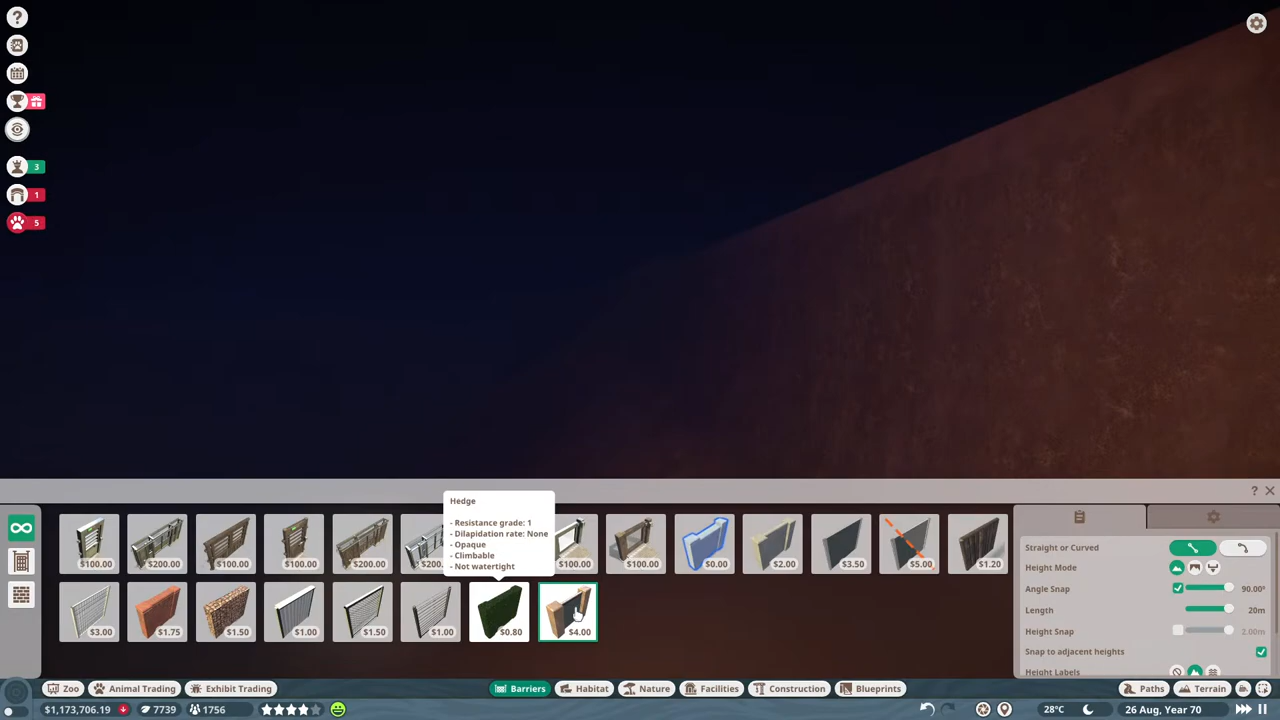 3
1
5
Hedge
- Resistance grade: 1
- Dilapidation rate: None
- Opaque
- Climbable
- Not watertight
? ×
$100.00
$200.00
$100.00
$100.00
$200.00
$200.
$100.00
$100.00
$0.00
$2.00
$3.50
$5.00
$1.20
$3.00
$1.75
$1.50
$1.00
$1.50
$1.00
$0.80
$4.00
Straight or Curved
Height Mode
Angle Snap 90.00°
Length 20m
Height Snap 2.00m
Snap to adjacent heights
Height Labels
Zoo Animal Trading Exhibit Trading Barriers Habitat Nature Facilities Construction Blueprints Paths Terrain
$1,173,706.19 7739 1756 28°C 26 Aug, Year 70